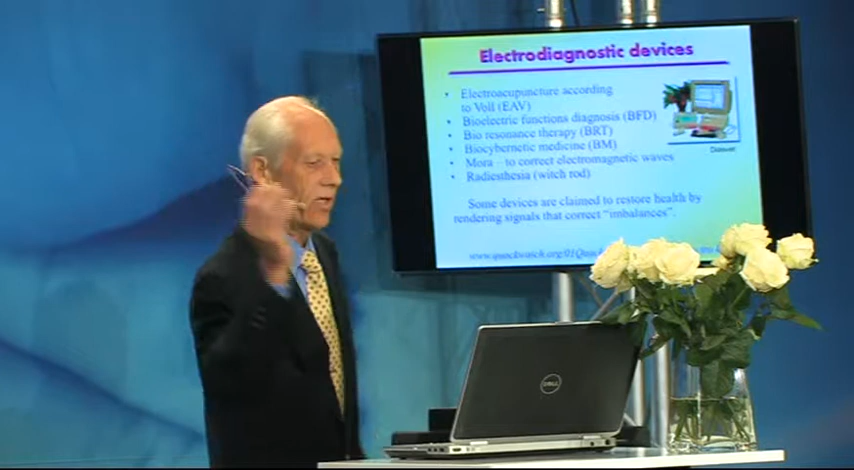 Electrodiagnostic devices
• Electroacupuncture according
to Voll (EAV)
• Bioelectric functions diagnosis (BFD)
• Bio resonance therapy (BRT)
• Biocybernetic medicine (BM)
• Mora – to correct electromagnetic waves
• Radiesthesia (witch rod)
Dermatron
Some devices are claimed to restore health by
rendering signals that correct “imbalances”.
DELL